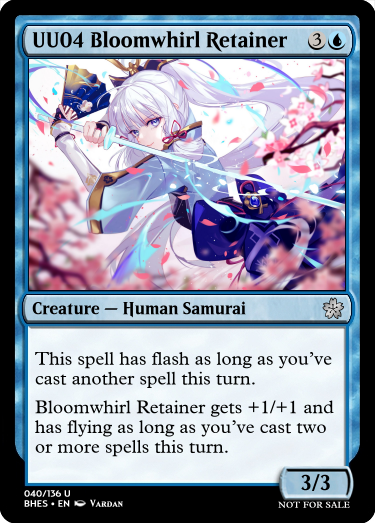 UU04 Bloomwhirl Retainer 3
Creature — Human Samurai
This spell has flash as long as you've
cast another spell this turn.
Bloomwhirl Retainer gets +1/+1 and
has flying as long as you've cast two
or more spells this turn.
3/3
040/136 U
BHES • EN VARDAN
NOT FOR SALE